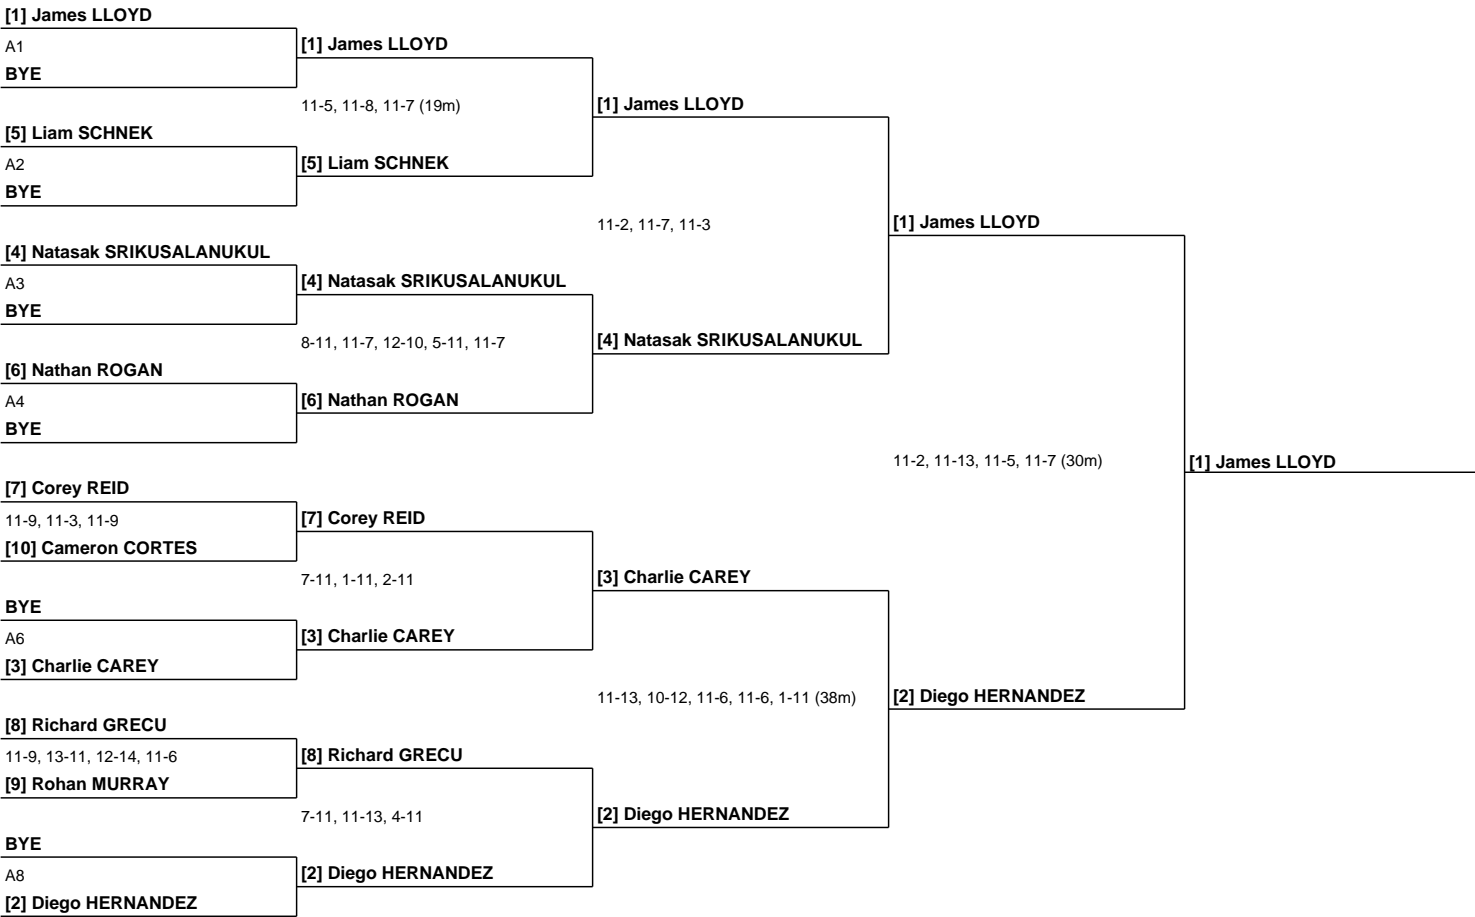 [1] James LLOYD
A1
BYE
[5] Liam SCHNEK
A2
BYE
[4] Natasak SRIKUSALANUKUL
A3
BYE
[6] Nathan ROGAN
A4
BYE
[7] Corey REID
11-9, 11-3, 11-9
[10] Cameron CORTES
BYE
A6
[3] Charlie CAREY
[8] Richard GRECU
11-9, 13-11, 12-14, 11-6
[9] Rohan MURRAY
BYE
A8
[2] Diego HERNANDEZ
[1] James LLOYD
11-5, 11-8, 11-7 (19m)
[5] Liam SCHNEK
[4] Natasak SRIKUSALANUKUL
8-11, 11-7, 12-10, 5-11, 11-7
[6] Nathan ROGAN
[7] Corey REID
7-11, 1-11, 2-11
[3] Charlie CAREY
[8] Richard GRECU
7-11, 11-13, 4-11
[2] Diego HERNANDEZ
[1] James LLOYD
11-2, 11-7, 11-3
[4] Natasak SRIKUSALANUKUL
[3] Charlie CAREY
11-13, 10-12, 11-6, 11-6, 1-11 (38m)
[2] Diego HERNANDEZ
[1] James LLOYD
11-2, 11-13, 11-5, 11-7 (30m)
[2] Diego HERNANDEZ
[1] James LLOYD